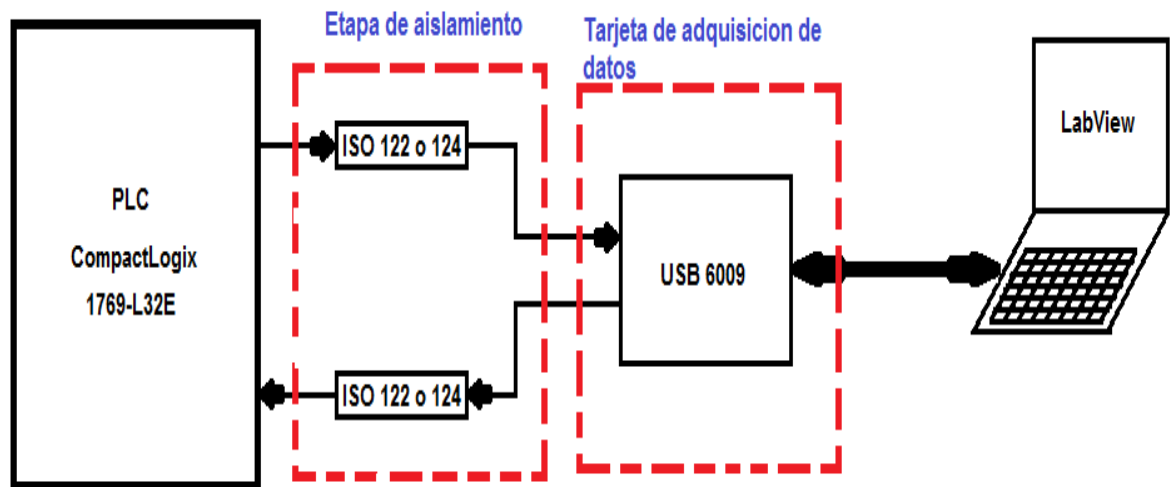 Etapa de aislamiento
Tarjeta de adquisicion de
datos
ISO 122 o 124
LabView
PLC
CompactLogix
1769-L32E
USB 6009
ISO 122 o 124